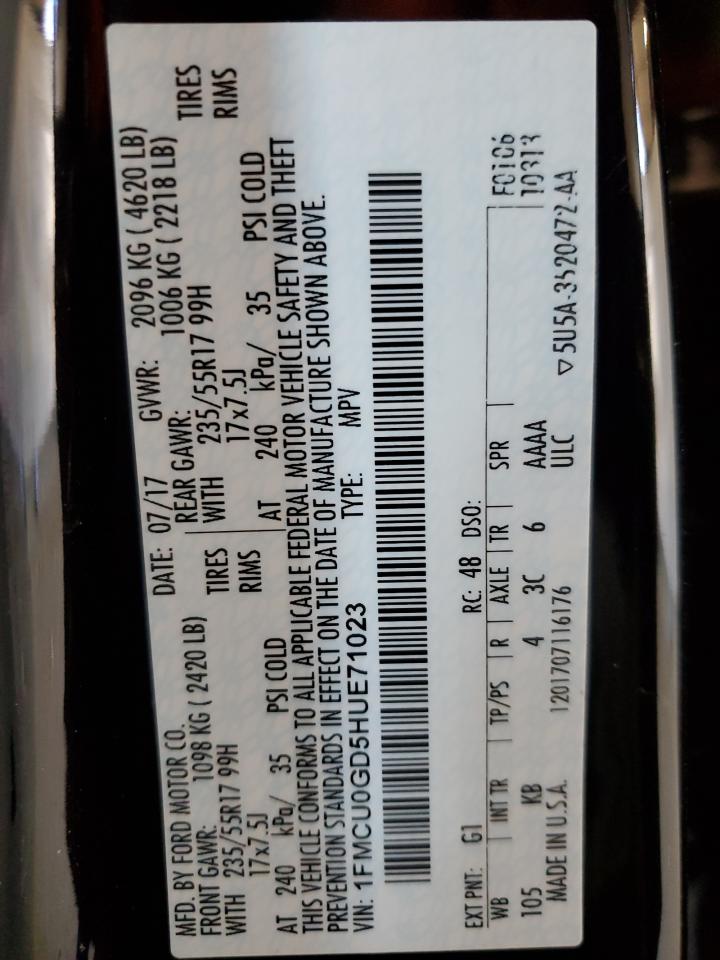 MFD. BY FORD MOTOR CO. DATE: 07/17 GVWR: 2096 KG ( 4620 LB)
FRONT GAWR: 1098 KG ( 2420 LB) REAR GAWR: 1006 KG ( 2218 LB)
WITH 235/55R17 99H TIRES WITH 235/55R17 99H TIRES
17x7.5J RIMS 17x7.5J RIMS
AT 240 kPa/ 35 PSI COLD AT 240 kPa/ 35 PSI COLD
THIS VEHICLE CONFORMS TO ALL APPLICABLE FEDERAL MOTOR VEHICLE SAFETY AND THEFT
PREVENTION STANDARDS IN EFFECT ON THE DATE OF MANUFACTURE SHOWN ABOVE.
VIN: 1FMCU0GD5HUE71023 TYPE: MPV
EXT PNT: G1 RC: 48 DSO:
WB INT TR TP/PS R AXLE TR SPR F0106
105 KB 4 3C 6 AAAA 10313
MADE IN U.S.A. 1201707116176 ULC
▽5U5A-3520472-AA